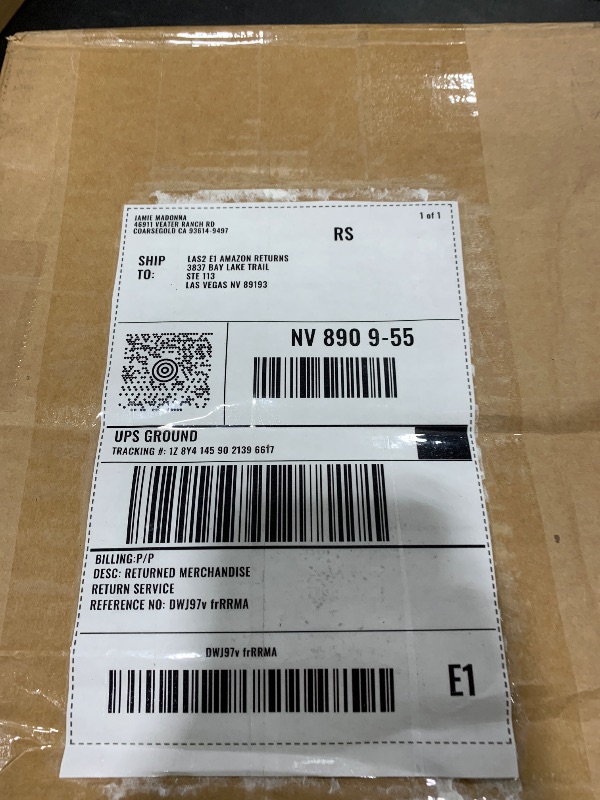 JAMIE MADONNA
46911 VEATER RANCH RD
COARSEGOLD CA 93614-9497
1 of 1
RS
SHIP TO:
LAS2 E1 AMAZON RETURNS
3837 BAY LAKE TRAIL
STE 113
LAS VEGAS NV 89193
NV 890 9-55
UPS GROUND
TRACKING #: 1Z 8Y4 145 90 2139 6617
BILLING:P/P
DESC: RETURNED MERCHANDISE
RETURN SERVICE
REFERENCE NO: DWJ97v frRRMA
DWJ97v frRRMA
E1